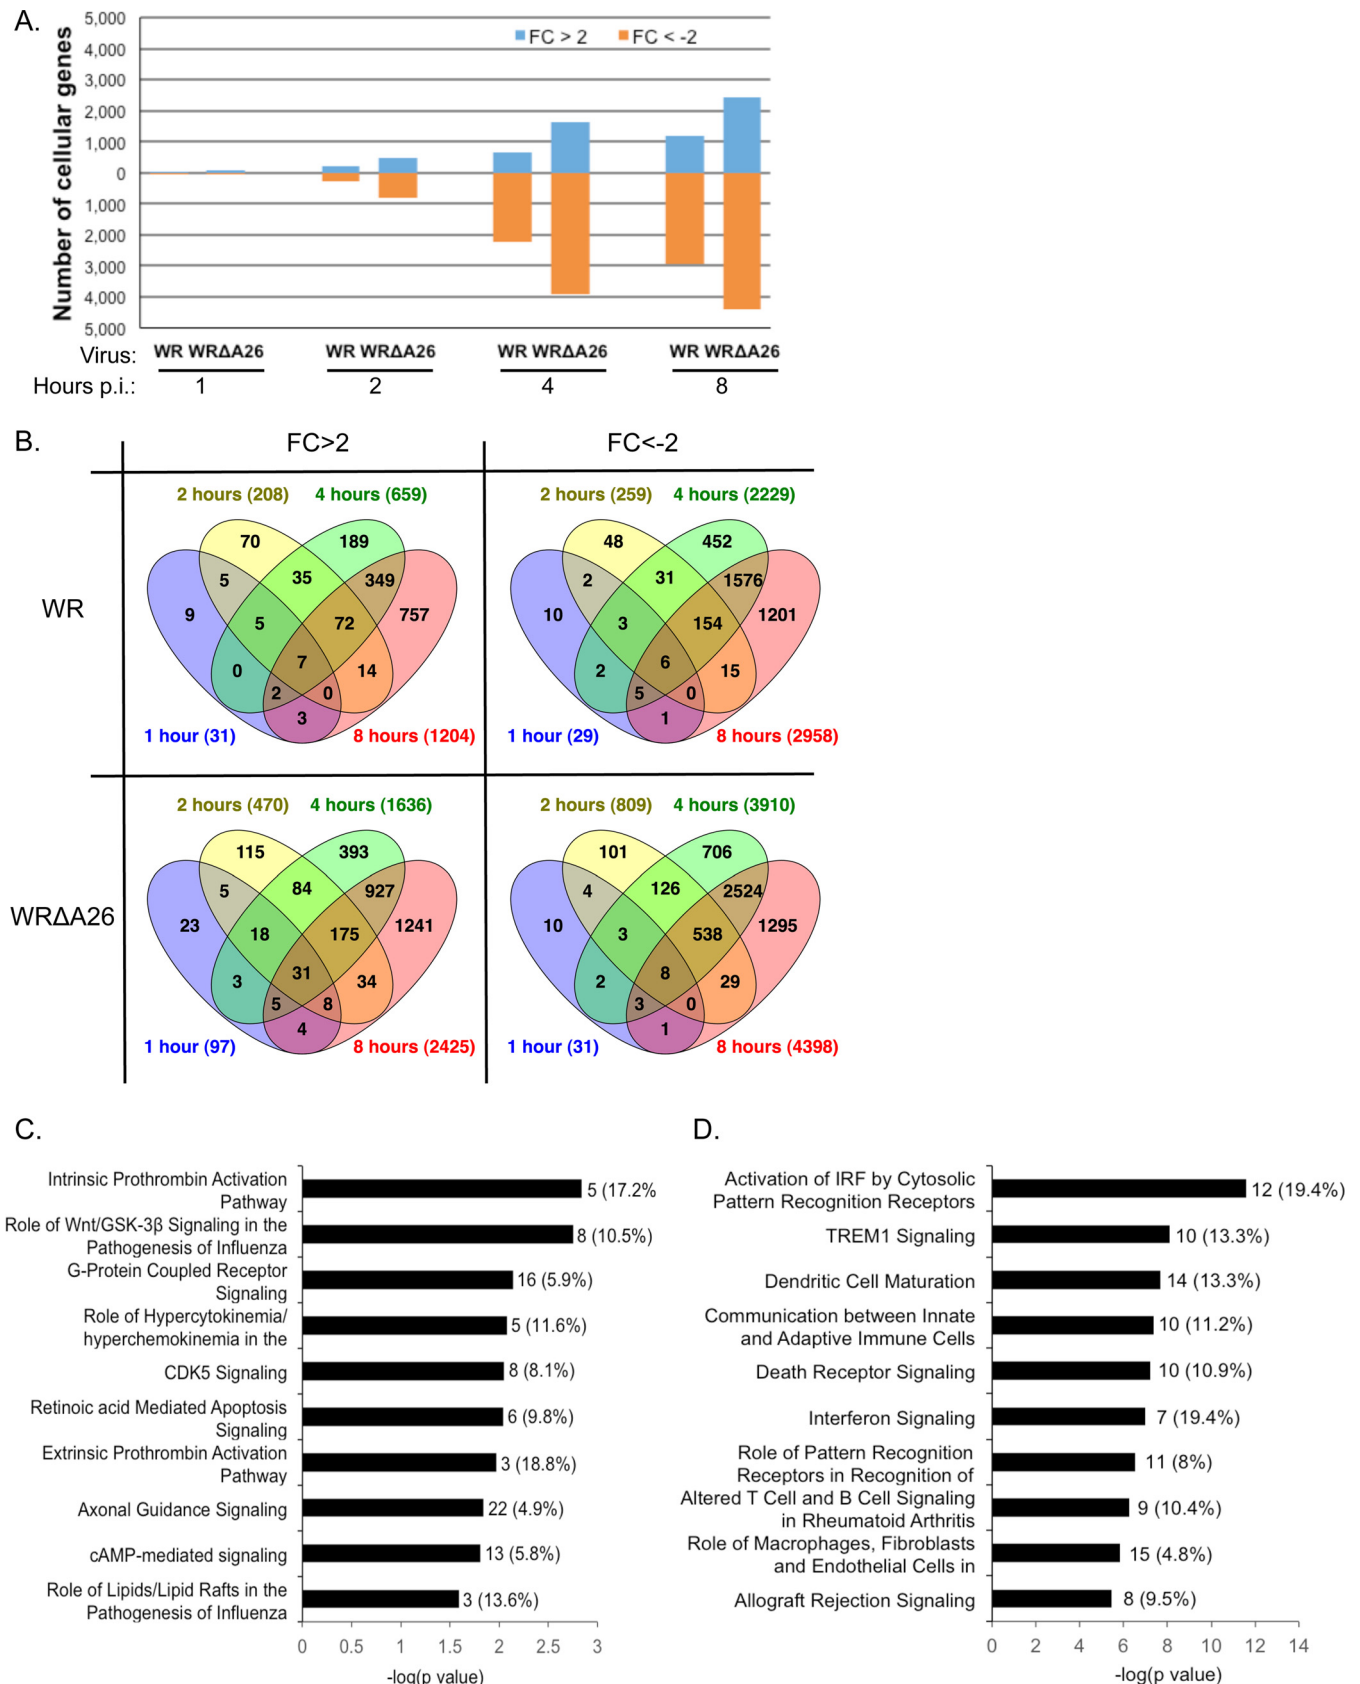 A.
5,000
4,000
3,000
2,000
1,000
0
1,000
2,000
3,000
4,000
5,000
Number of cellular genes
FC > 2 FC < -2
Virus: WR WRΔA26 WR WRΔA26 WR WRΔA26 WR WRΔA26
Hours p.i.: 1 2 4 8
B.
FC>2 FC<-2
WR
2 hours (208) 4 hours (659)
70 189
5 35 349
9 5 72 757
7
0 14
2 0
3
1 hour (31) 8 hours (1204)
2 hours (259) 4 hours (2229)
48 452
2 31 1576
10 3 154 1201
6
2 15
5 0
1
1 hour (29) 8 hours (2958)
WRΔA26
2 hours (470) 4 hours (1636)
115 393
5 84 927
23 18 175 1241
31
3 34
5 8
4
1 hour (97) 8 hours (2425)
2 hours (809) 4 hours (3910)
101 706
4 126 2524
10 3 538 1295
8
2 29
3 0
1
1 hour (31) 8 hours (4398)
C.
Intrinsic Prothrombin Activation
Pathway
5 (17.2%
Role of Wnt/GSK-3β Signaling in the
Pathogenesis of Influenza
8 (10.5%)
G-Protein Coupled Receptor
Signaling
16 (5.9%)
Role of Hypercytokinemia/
hyperchemokinemia in the
5 (11.6%)
CDK5 Signaling
8 (8.1%)
Retinoic acid Mediated Apoptosis
Signaling
6 (9.8%)
Extrinsic Prothrombin Activation
Pathway
3 (18.8%)
Axonal Guidance Signaling
22 (4.9%)
cAMP-mediated signaling
13 (5.8%)
Role of Lipids/Lipid Rafts in the
Pathogenesis of Influenza
3 (13.6%)
0 0.5 1 1.5 2 2.5 3
-log(p value)
D.
Activation of IRF by Cytosolic
Pattern Recognition Receptors
12 (19.4%)
TREM1 Signaling
10 (13.3%)
Dendritic Cell Maturation
14 (13.3%)
Communication between Innate
and Adaptive Immune Cells
10 (11.2%)
Death Receptor Signaling
10 (10.9%)
Interferon Signaling
7 (19.4%)
Role of Pattern Recognition
Receptors in Recognition of
11 (8%)
Altered T Cell and B Cell Signaling
in Rheumatoid Arthritis
9 (10.4%)
Role of Macrophages, Fibroblasts
and Endothelial Cells in
15 (4.8%)
Allograft Rejection Signaling
8 (9.5%)
0 2 4 6 8 10 12 14
-log(p value)